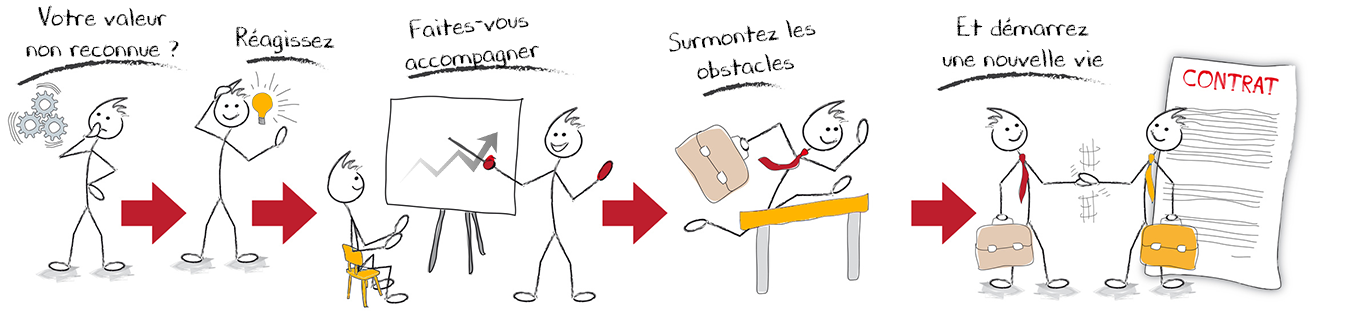 Votre valeur
non reconnue ?
Réagissez
Faites-vous
accompagner
Surmontez les
obstacles
Et démarrez
une nouvelle vie
CONTRAT